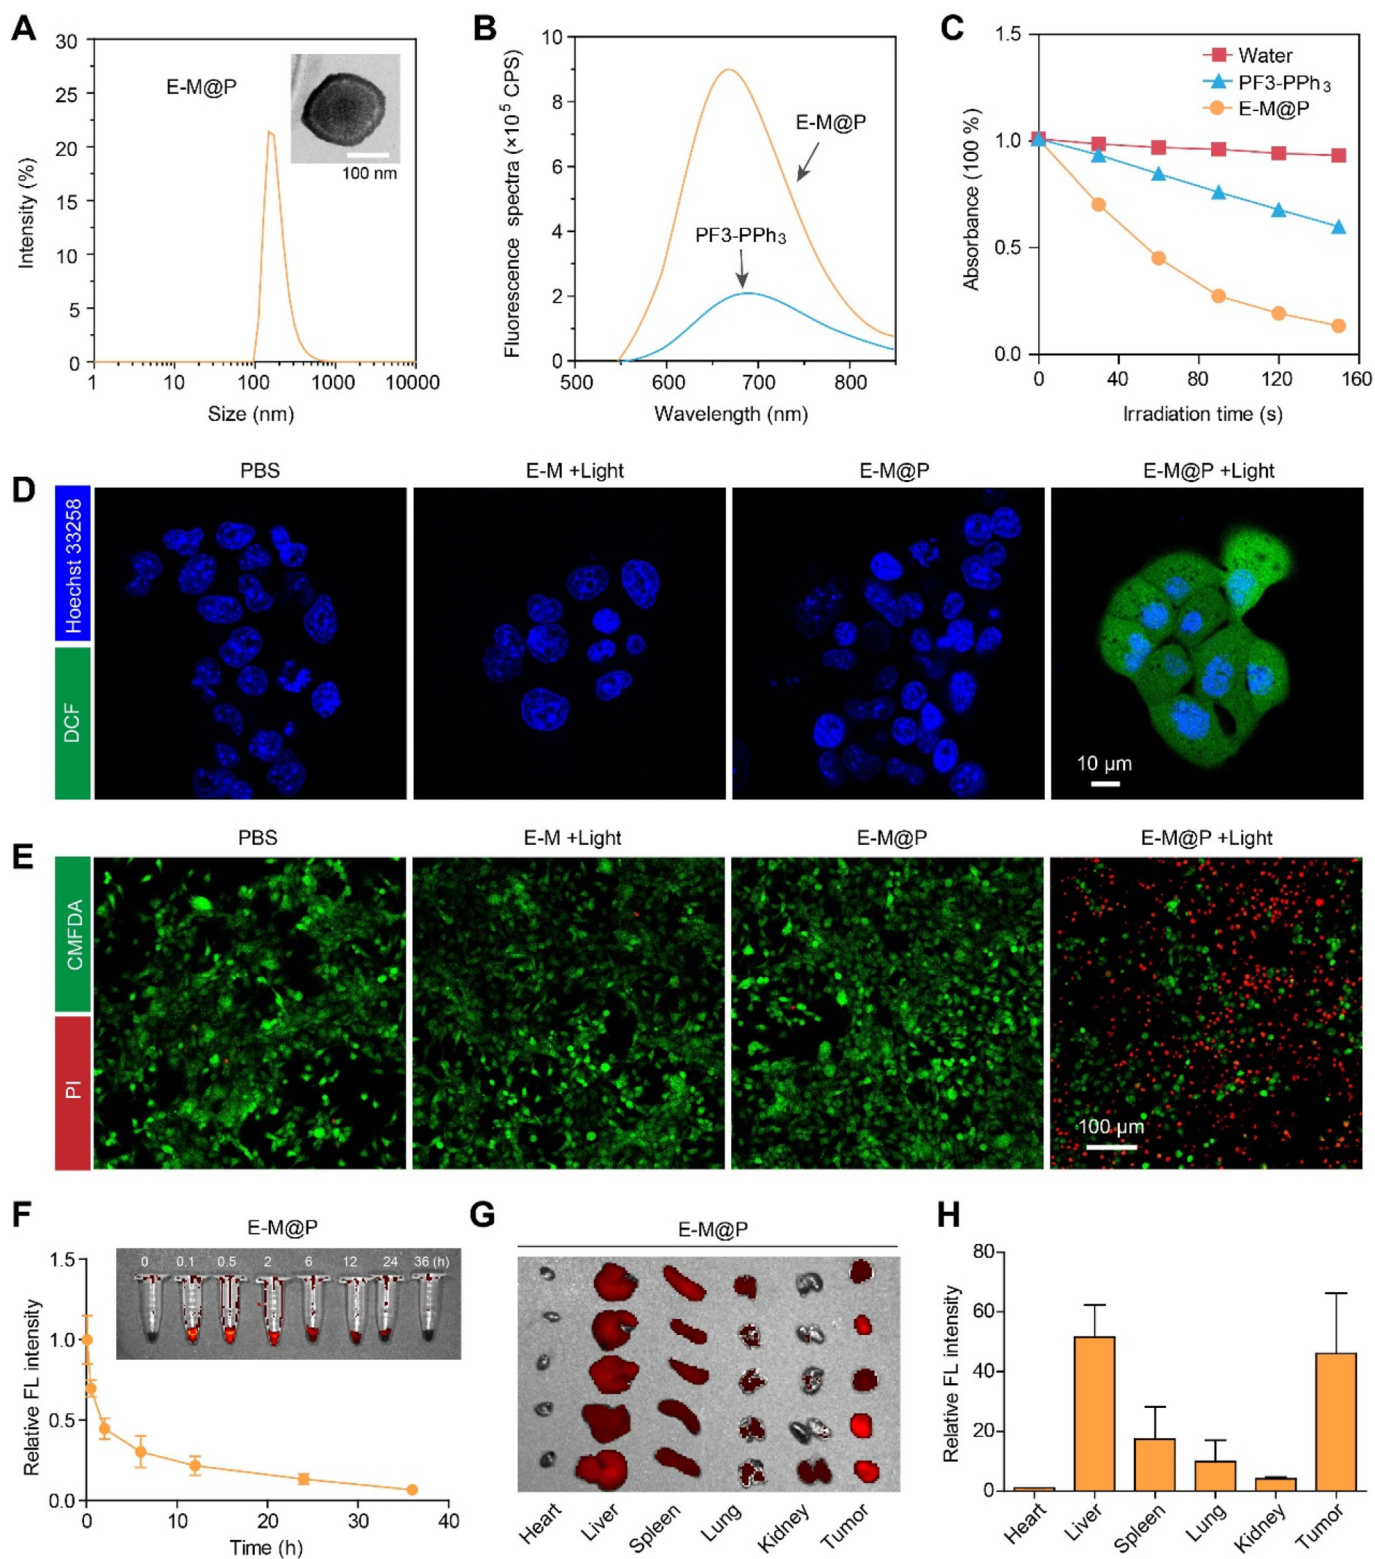 A
30
25
20
15
10
5
0
Intensity (%)
E-M@P
100 nm
1
10
100
1000
10000
Size (nm)
B
10
8
6
4
2
0
Fluorescence spectra (×10⁵ CPS)
E-M@P
PF3-PPh₃
500
600
700
800
Wavelength (nm)
C
1.5
1.0
0.5
0.0
Absorbance (100 %)
Water
PF3-PPh₃
E-M@P
0
40
80
120
160
Irradiation time (s)
D
PBS
E-M +Light
E-M@P
E-M@P +Light
Hoechst 33258
DCF
10 µm
E
PBS
E-M +Light
E-M@P
E-M@P +Light
CMFDA
PI
100 µm
F
E-M@P
1.5
1.0
0.5
0.0
Relative FL intensity
0 0.1 0.5 2 6 12 24 36 (h)
0
10
20
30
40
Time (h)
G
E-M@P
Heart
Liver
Spleen
Lung
Kidney
Tumor
H
80
60
40
20
0
Relative FL intensity
Heart
Liver
Spleen
Lung
Kidney
Tumor